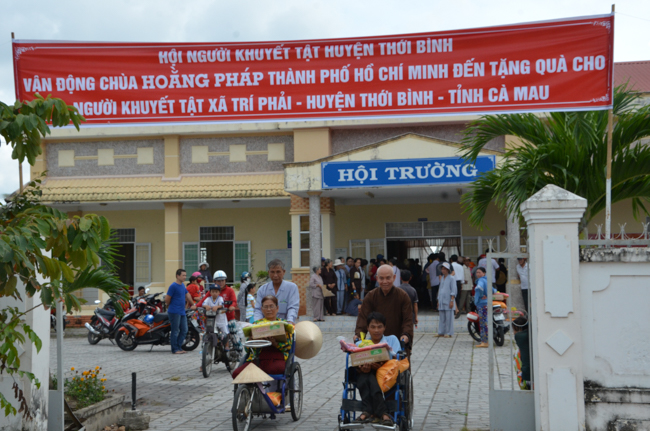 HỘI NGƯỜI KHUYẾT TẬT HUYỆN THỚI BÌNH
VẬN ĐỘNG CHÙA HOẰNG PHÁP THÀNH PHỐ HỒ CHÍ MINH ĐẾN TẶNG QUÀ CHO
NGƯỜI KHUYẾT TẬT XÃ TRÍ PHẢI - HUYỆN THỚI BÌNH - TỈNH CÀ MAU
HỘI TRƯỜNG